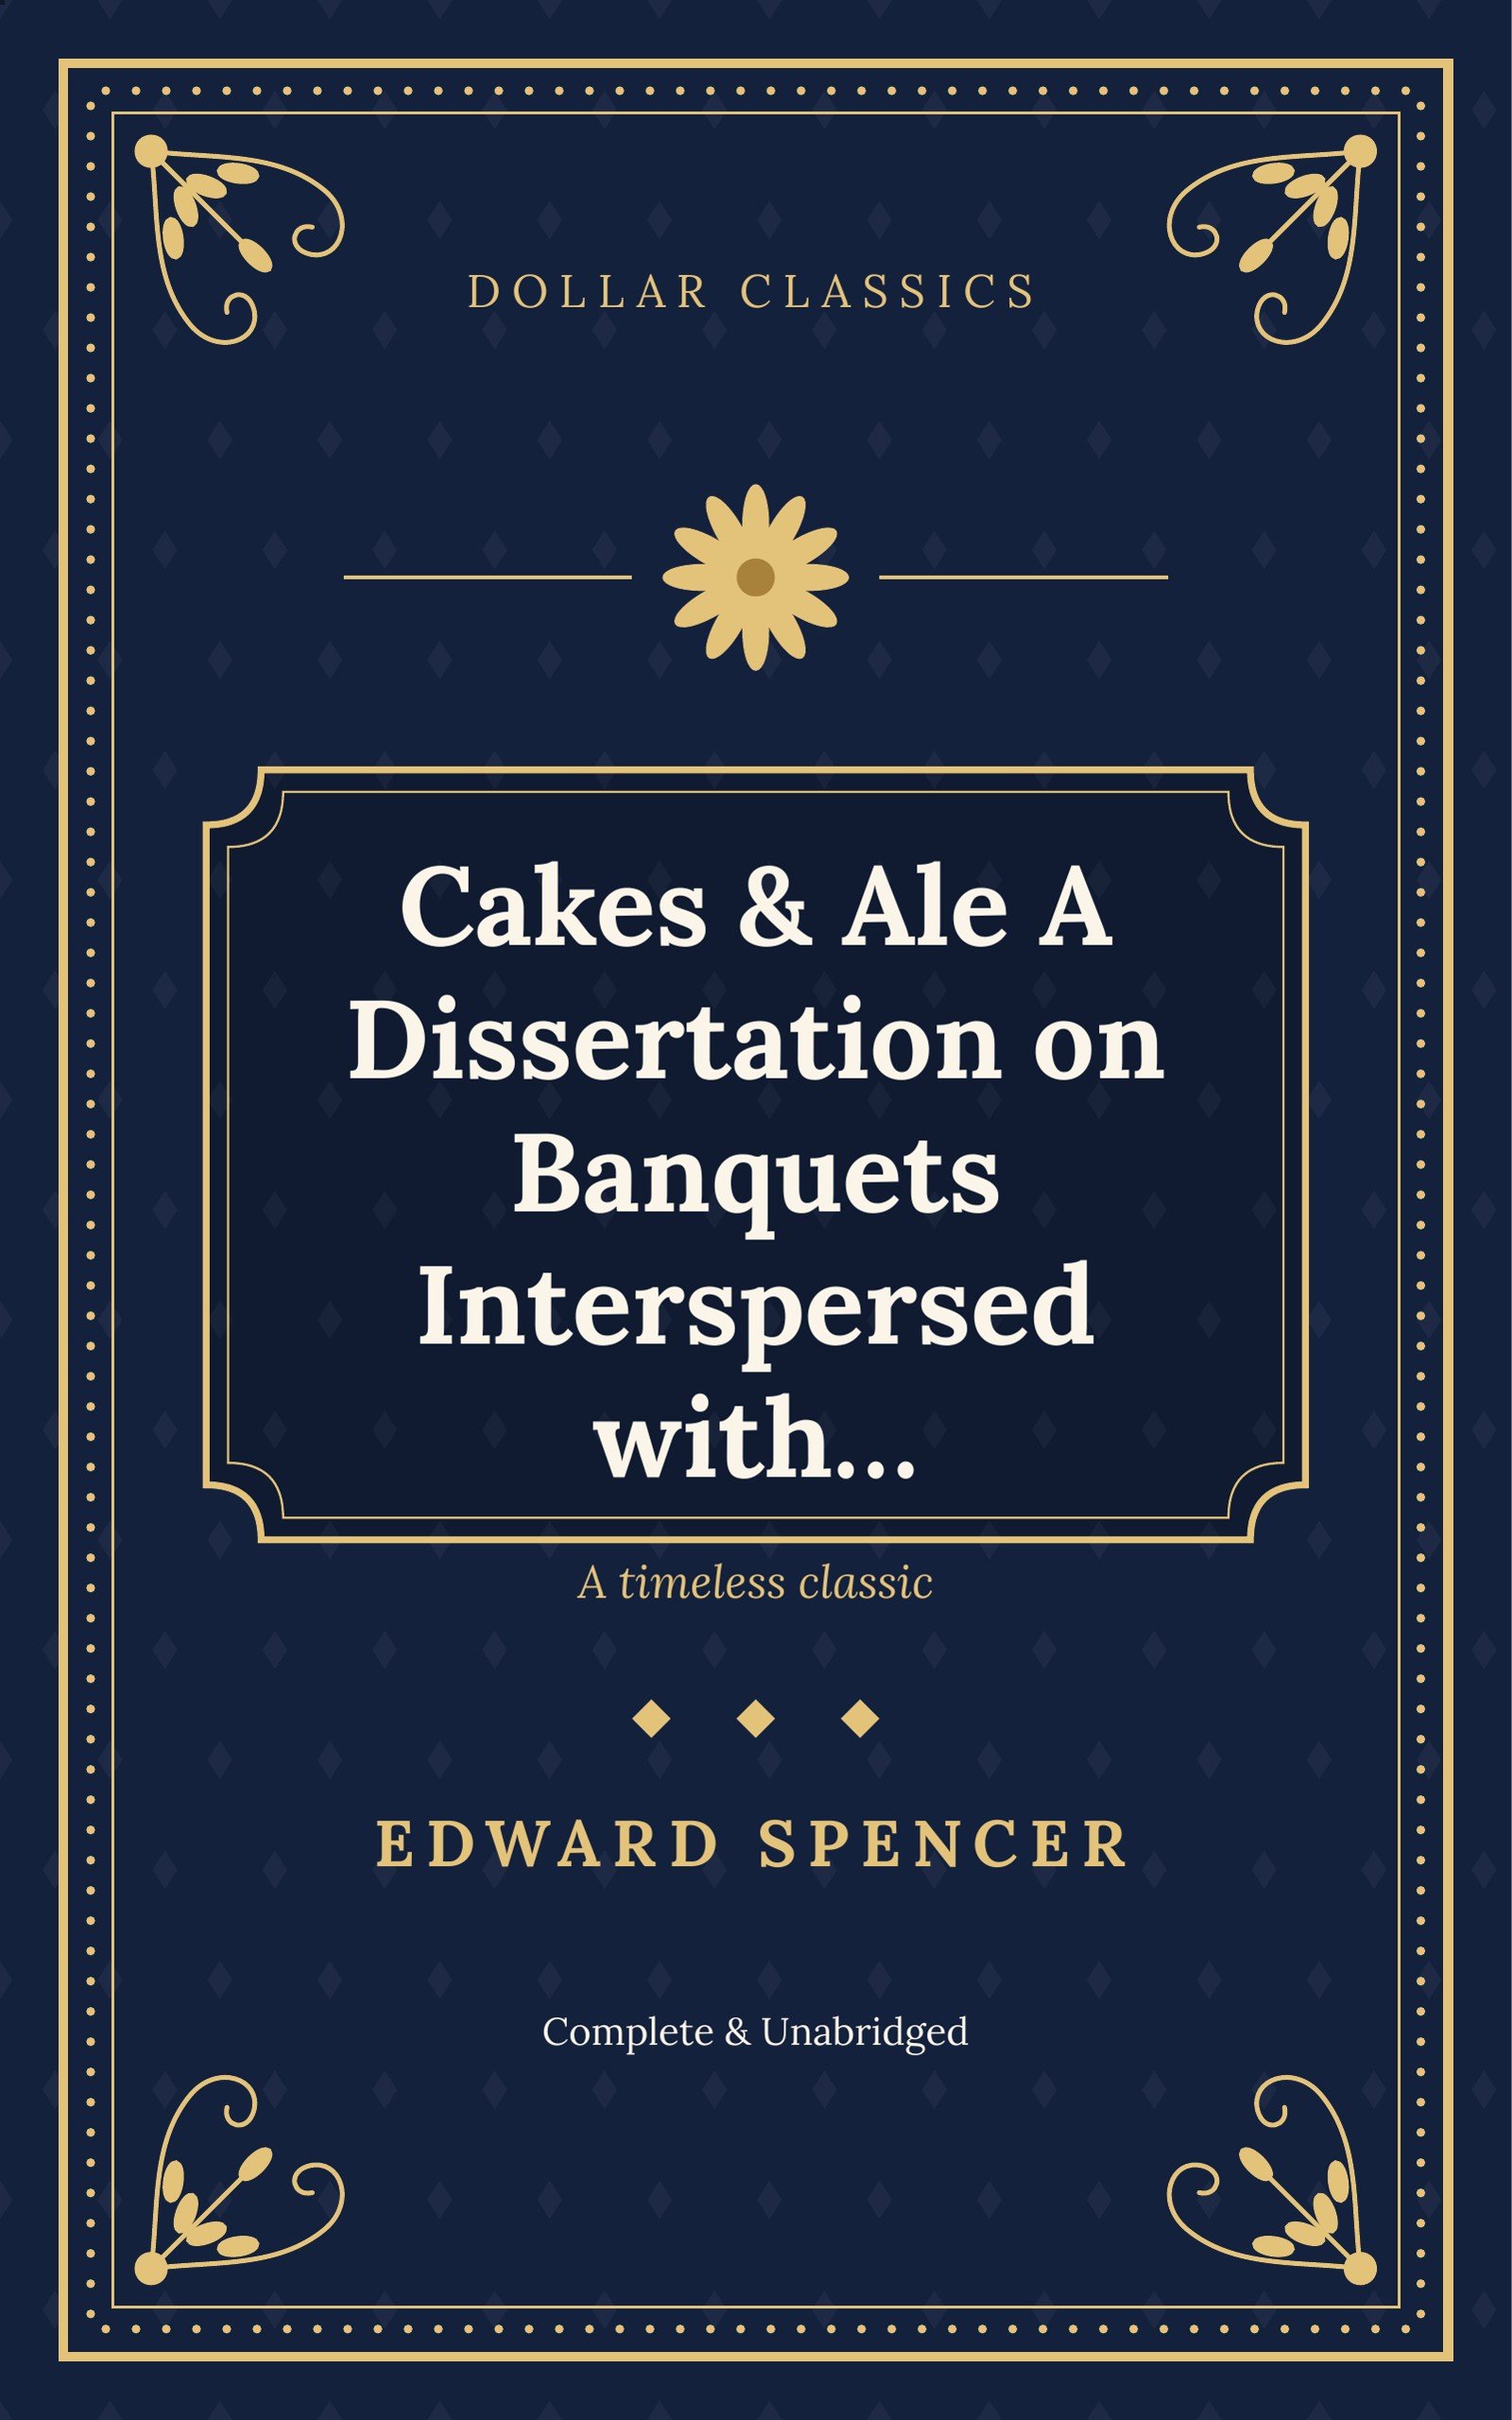 DOLLAR CLASSICS
Cakes & Ale A
Dissertation on
Banquets
Interspersed
with...
A timeless classic
EDWARD SPENCER
Complete & Unabridged